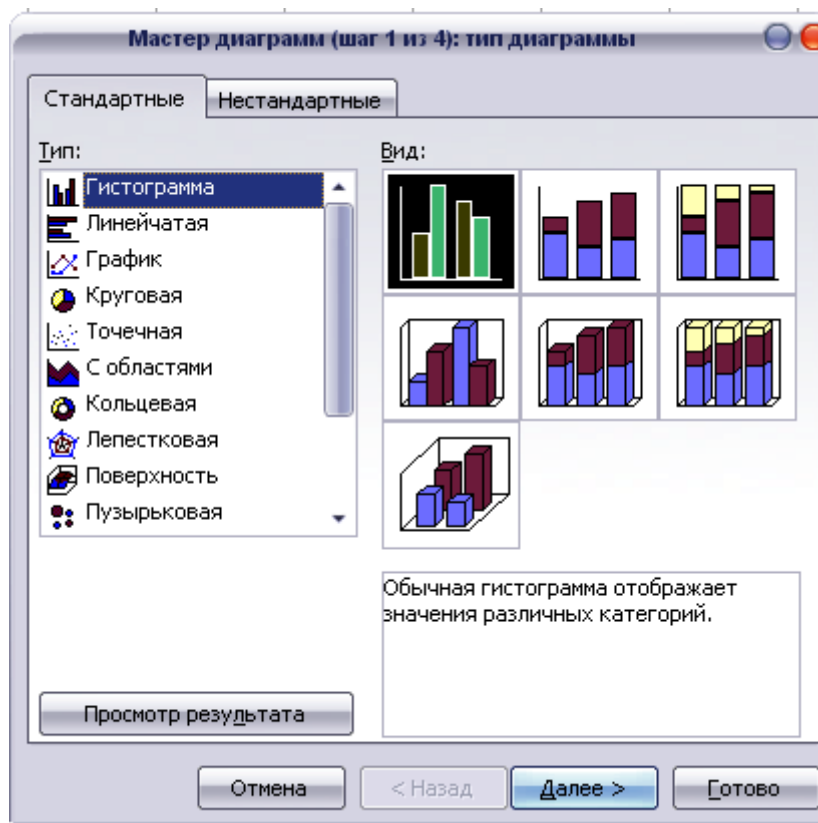 Мастер диаграмм (шаг 1 из 4): тип диаграммы
Стандартные
Нестандартные
Тип:
Вид:
Гистограмма
Линейчатая
График
Круговая
Точечная
С областями
Кольцевая
Лепестковая
Поверхность
Пузырьковая
Обычная гистограмма отображает
значения различных категорий.
Просмотр результата
Отмена
< Назад
Далее >
Готово